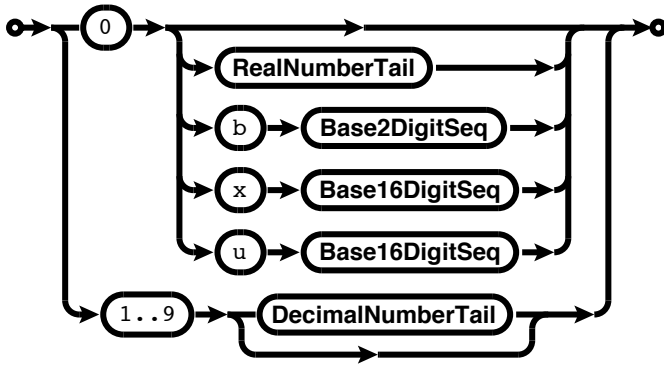 0
RealNumberTail
b Base2DigitSeq
x Base16DigitSeq
u Base16DigitSeq
1..9 DecimalNumberTail